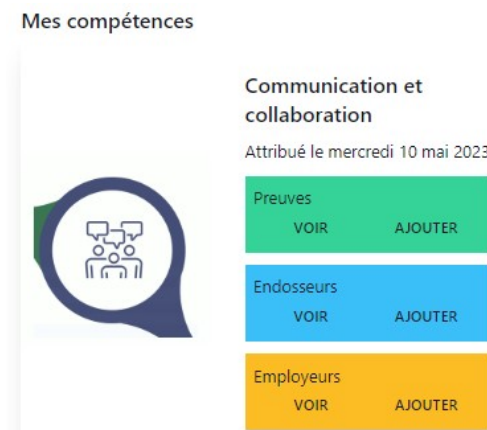 Mes compétences
Communication et
collaboration
Attribué le mercredi 10 mai 2023
Preuves
VOIR AJOUTER
Endosseurs
VOIR AJOUTER
Employeurs
VOIR AJOUTER